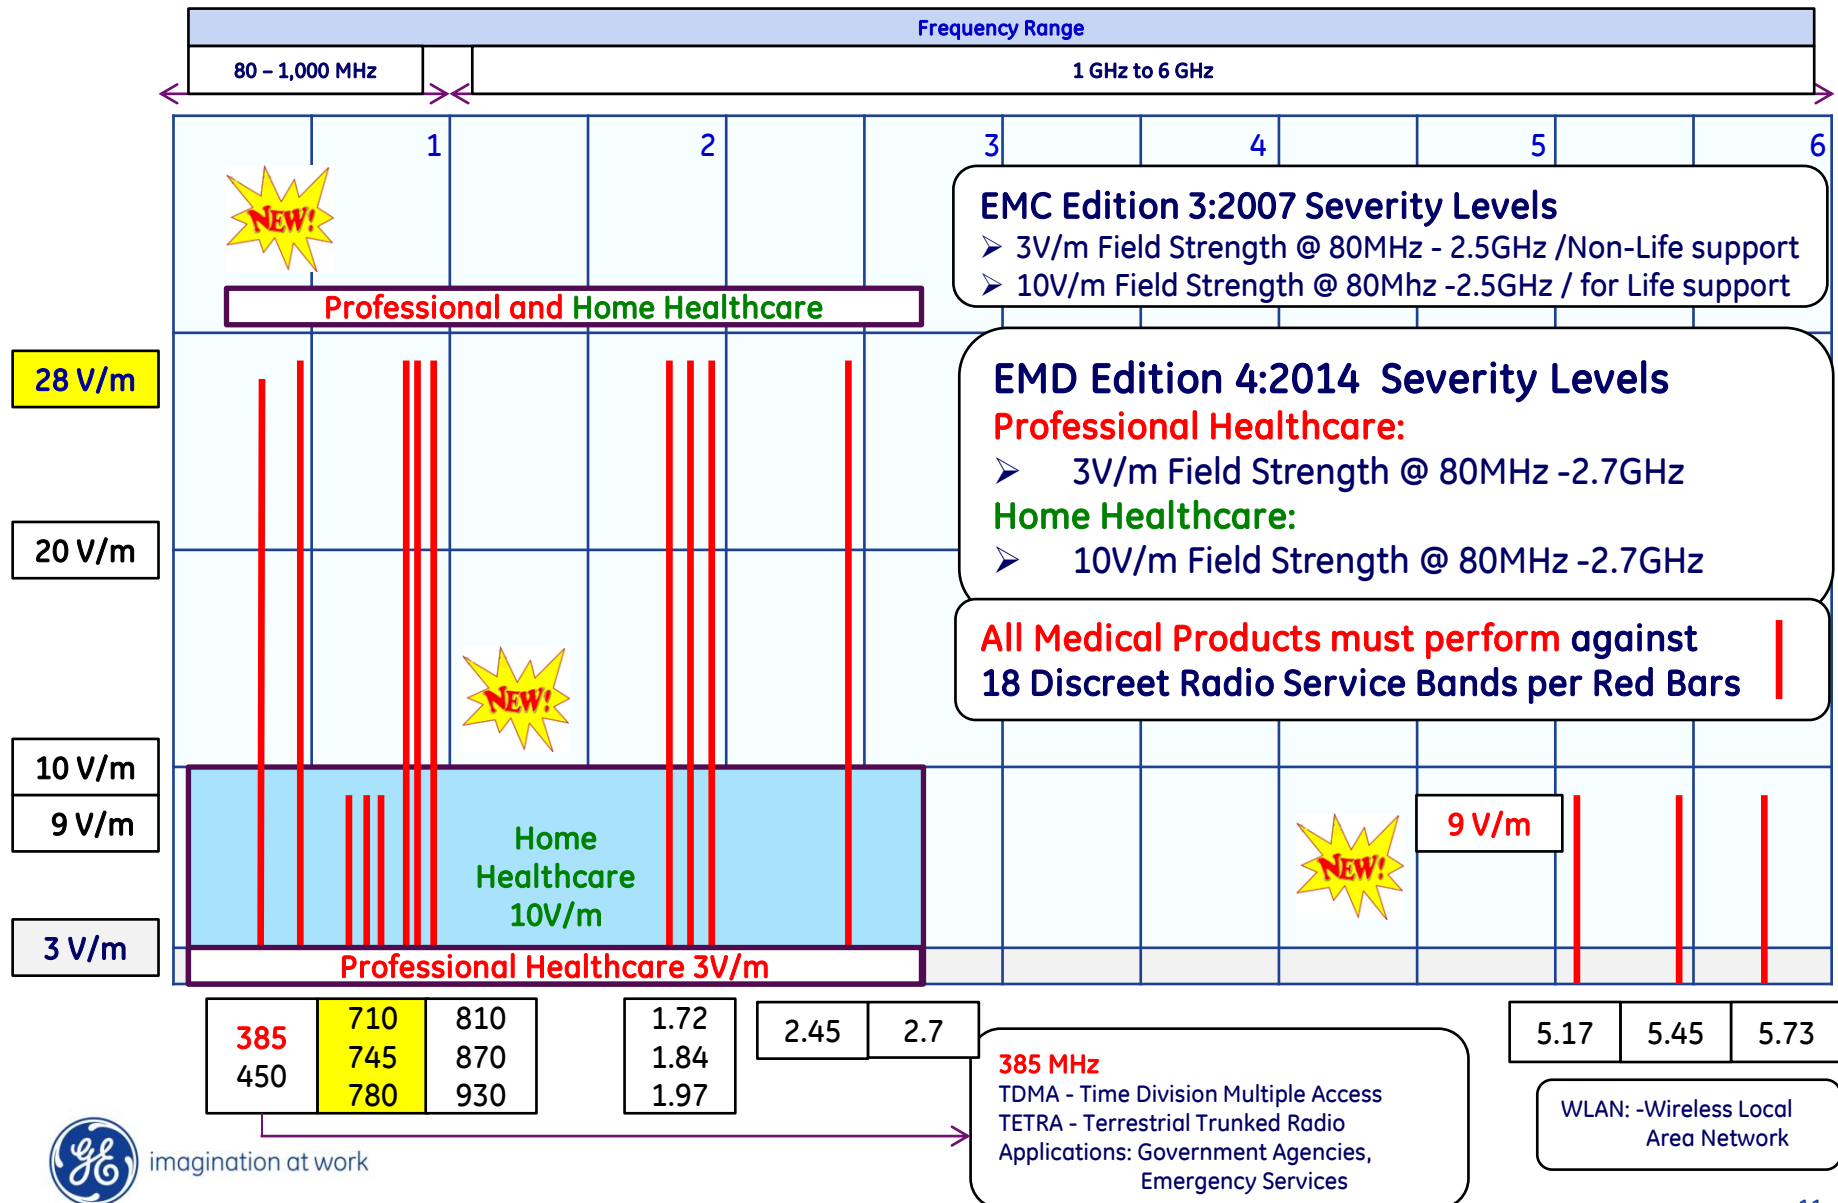 Frequency Range
80 – 1,000 MHz
1 GHz to 6 GHz
1
2
3
4
5
6
NEW!
Professional and Home Healthcare
EMC Edition 3:2007 Severity Levels
➢ 3V/m Field Strength @ 80MHz - 2.5GHz /Non-Life support
➢ 10V/m Field Strength @ 80Mhz -2.5GHz / for Life support
28 V/m
EMD Edition 4:2014 Severity Levels
Professional Healthcare:
➢ 3V/m Field Strength @ 80MHz -2.7GHz
Home Healthcare:
➢ 10V/m Field Strength @ 80MHz -2.7GHz
20 V/m
All Medical Products must perform against
18 Discreet Radio Service Bands per Red Bars
NEW!
10 V/m
9 V/m
Home
Healthcare
10V/m
NEW!
9 V/m
3 V/m
Professional Healthcare 3V/m
385
450
710
745
780
810
870
930
1.72
1.84
1.97
2.45
2.7
5.17
5.45
5.73
385 MHz
TDMA - Time Division Multiple Access
TETRA - Terrestrial Trunked Radio
Applications: Government Agencies,
Emergency Services
WLAN: -Wireless Local
Area Network
GE
imagination at work